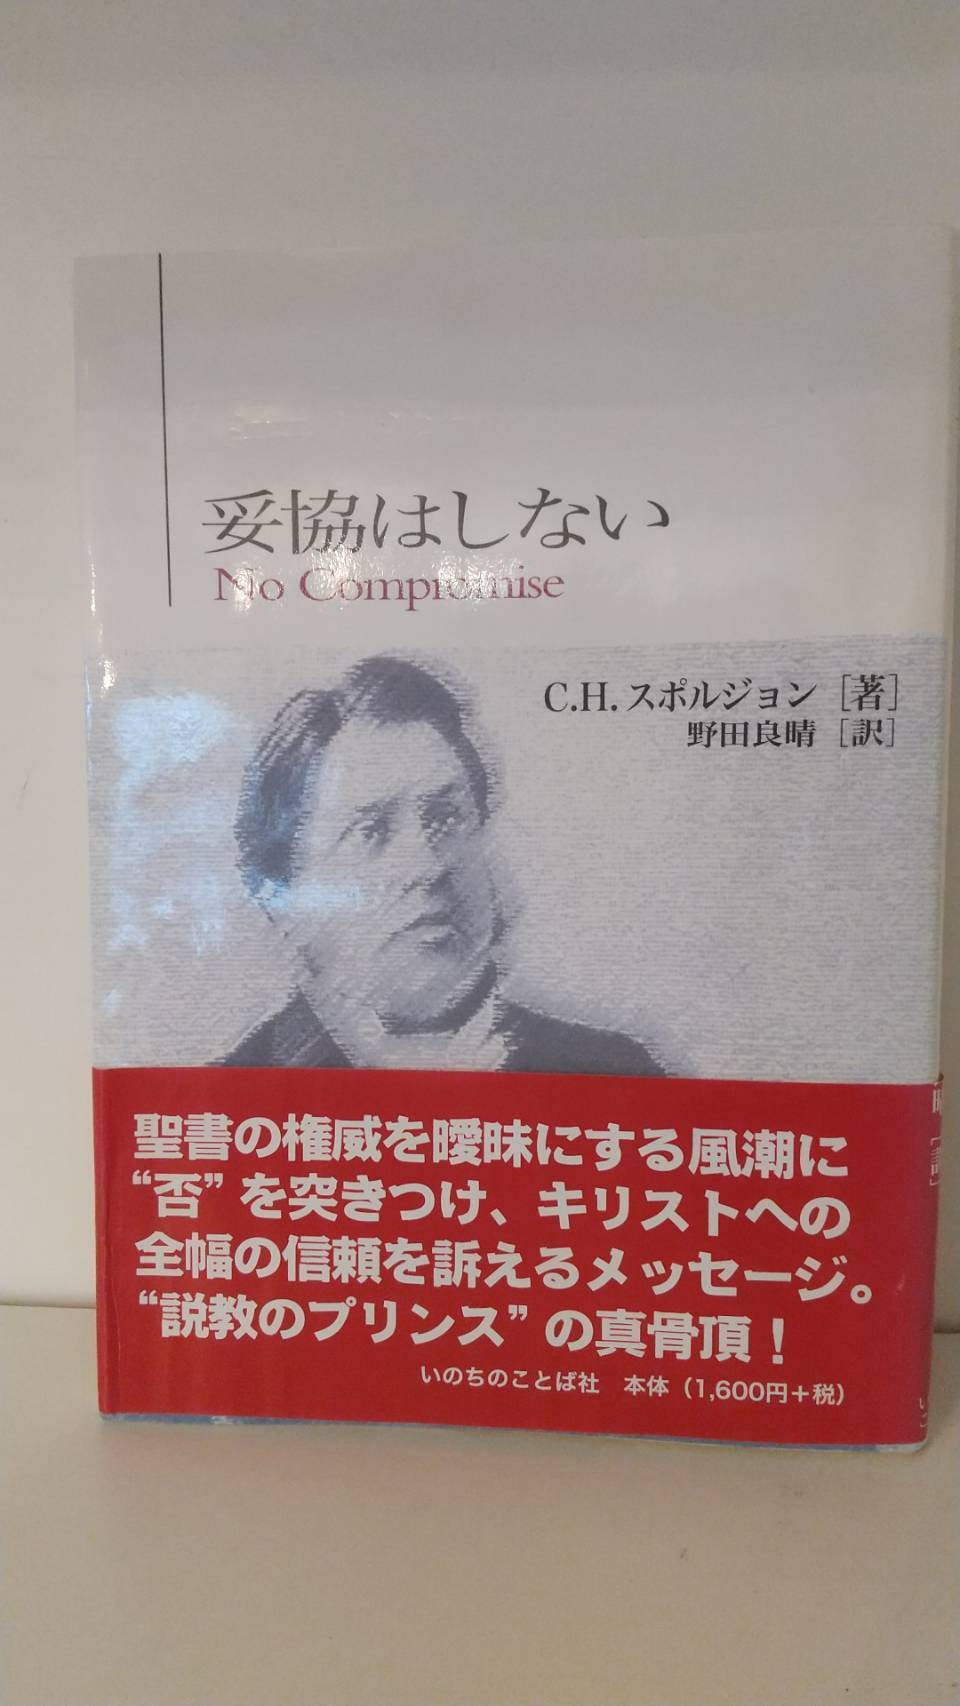 妥協はしない
No Compromise
C.H. スポルジョン［著］
野田良晴［訳］
聖書の権威を曖昧にする風潮に
“否”を突きつけ、キリストへの
全幅の信頼を訴えるメッセージ。
“説教のプリンス”の真骨頂！
いのちのことば社　本体（1,600円＋税）
晴［訳］